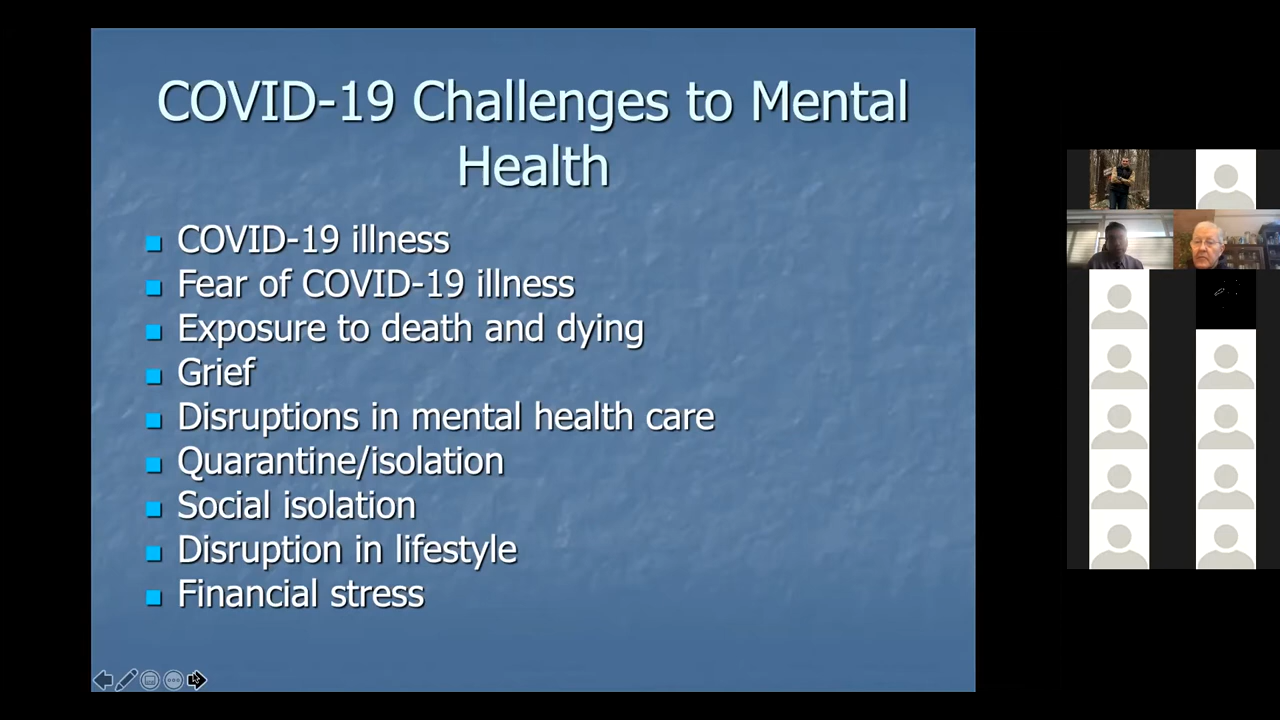 COVID-19 Challenges to Mental
Health
COVID-19 illness
Fear of COVID-19 illness
Exposure to death and dying
Grief
Disruptions in mental health care
Quarantine/isolation
Social isolation
Disruption in lifestyle
Financial stress